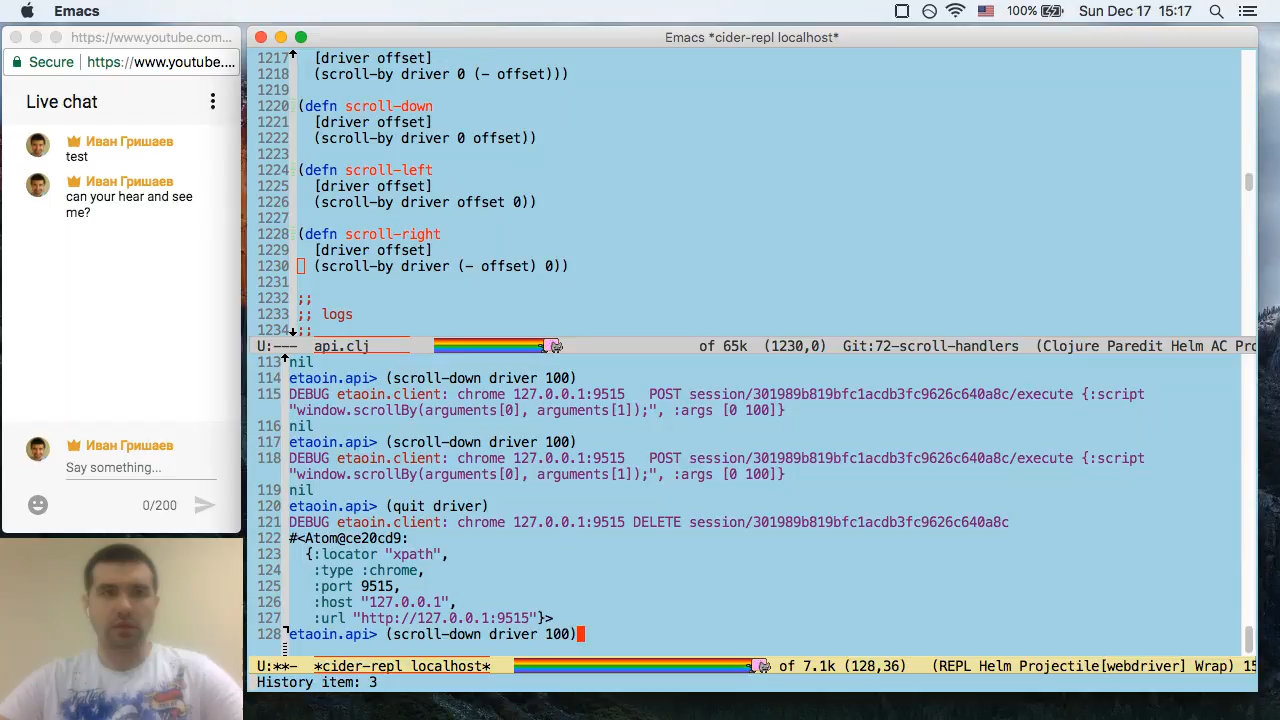 Emacs
100%
Sun Dec 17 15:17
https://www.youtube.com...
Secure
https://www.youtube....
Live chat
Иван Гришаев
test
Иван Гришаев
can your hear and see
me?
Иван Гришаев
Say something...
0/200
Emacs *cider-repl localhost*
1217 [driver offset]
1218 (scroll-by driver 0 (- offset)))
1219
1220 (defn scroll-down
1221 [driver offset]
1222 (scroll-by driver 0 offset))
1223
1224 (defn scroll-left
1225 [driver offset]
1226 (scroll-by driver offset 0))
1227
1228 (defn scroll-right
1229 [driver offset]
1230 (scroll-by driver (- offset) 0))
1231
1232 ;;
1233 ;; logs
1234 ;;
U:--- api.clj of 65k (1230,0) Git:72-scroll-handlers (Clojure Paredit Helm AC Pro
113 nil
114 etaoin.api> (scroll-down driver 100)
115 DEBUG etaoin.client: chrome 127.0.0.1:9515 POST session/301989b819bfc1acdb3fc9626c640a8c/execute {:script
"window.scrollBy(arguments[0], arguments[1]);", :args [0 100]}
116 nil
117 etaoin.api> (scroll-down driver 100)
118 DEBUG etaoin.client: chrome 127.0.0.1:9515 POST session/301989b819bfc1acdb3fc9626c640a8c/execute {:script
"window.scrollBy(arguments[0], arguments[1]);", :args [0 100]}
119 nil
120 etaoin.api> (quit driver)
121 DEBUG etaoin.client: chrome 127.0.0.1:9515 DELETE session/301989b819bfc1acdb3fc9626c640a8c
122 #<Atom@ce20cd9:
123 {:locator "xpath",
124 :type :chrome,
125 :port 9515,
126 :host "127.0.0.1",
127 :url "http://127.0.0.1:9515"}>
128 etaoin.api> (scroll-down driver 100)
U:**- *cider-repl localhost* of 7.1k (128,36) (REPL Helm Projectile[webdriver] Wrap) 15
History item: 3